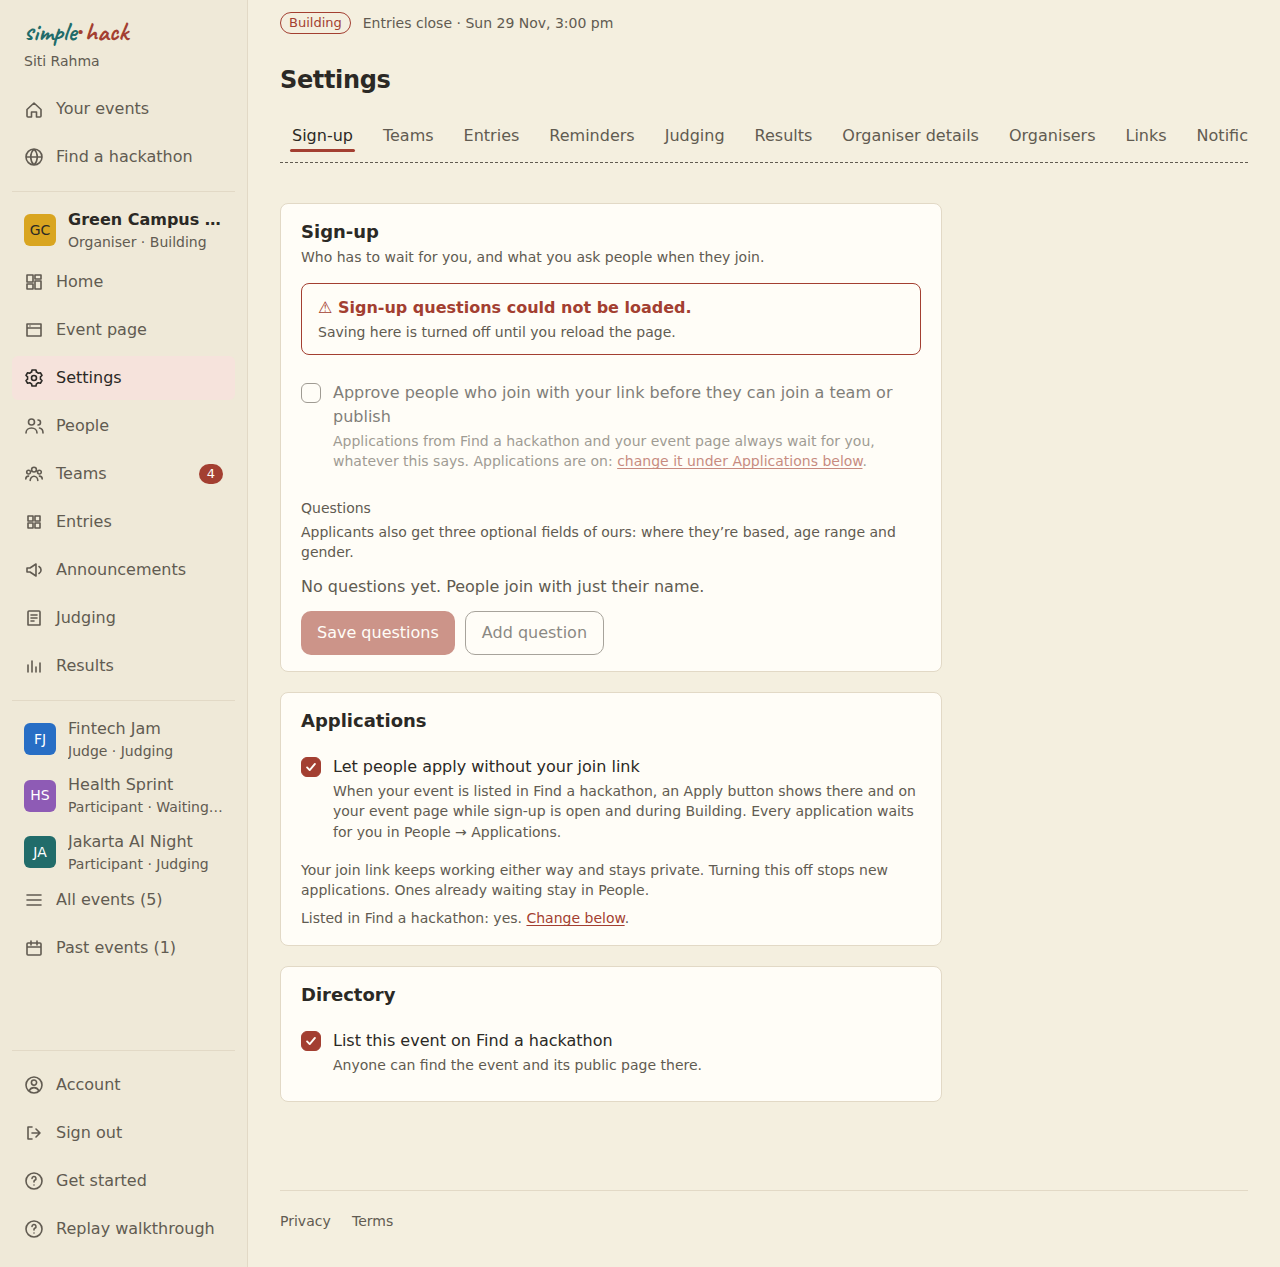 simple·hack
Siti Rahma
Your events
Find a hackathon
GC
Green Campus …
Organiser · Building
Home
Event page
Settings
People
Teams
4
Entries
Announcements
Judging
Results
FJ
Fintech Jam
Judge · Judging
HS
Health Sprint
Participant · Waiting…
JA
Jakarta AI Night
Participant · Judging
All events (5)
Past events (1)
Account
Sign out
Get started
Replay walkthrough
Building
Entries close · Sun 29 Nov, 3:00 pm
Settings
Sign-up Teams Entries Reminders Judging Results Organiser details Organisers Links Notific
Sign-up
Who has to wait for you, and what you ask people when they join.
⚠ Sign-up questions could not be loaded.
Saving here is turned off until you reload the page.
Approve people who join with your link before they can join a team or
publish
Applications from Find a hackathon and your event page always wait for you,
whatever this says. Applications are on: change it under Applications below.
Questions
Applicants also get three optional fields of ours: where they’re based, age range and
gender.
No questions yet. People join with just their name.
Save questions
Add question
Applications
Let people apply without your join link
When your event is listed in Find a hackathon, an Apply button shows there and on
your event page while sign-up is open and during Building. Every application waits
for you in People → Applications.
Your join link keeps working either way and stays private. Turning this off stops new
applications. Ones already waiting stay in People.
Listed in Find a hackathon: yes. Change below.
Directory
List this event on Find a hackathon
Anyone can find the event and its public page there.
Privacy
Terms